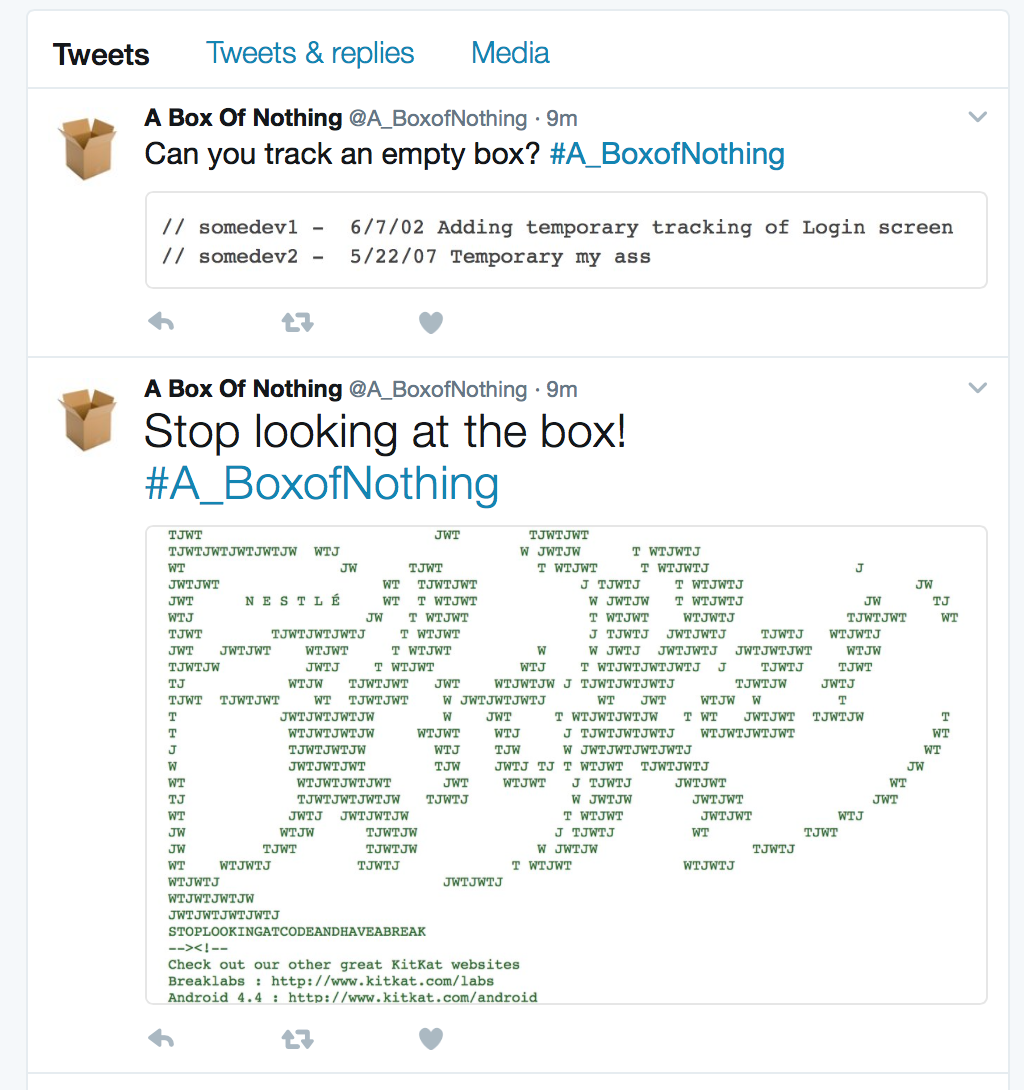 Tweets Tweets & replies Media
A Box Of Nothing @A_BoxofNothing · 9m
Can you track an empty box? #A_BoxofNothing
// somedev1 - 6/7/02 Adding temporary tracking of Login screen
// somedev2 - 5/22/07 Temporary my ass
A Box Of Nothing @A_BoxofNothing · 9m
Stop looking at the box!
#A_BoxofNothing
TJWT JWT TJWTJWT
TJWTJWTJWTJWTJW WTJ W JWTJW T WTJWTJ
WT JW TJWT T WTJWT T WTJWTJ J
JWTJWT WT TJWTJWT J TJWTJ T WTJWTJ JW
JWT N E S T L É WT T WTJWT W JWTJW T WTJWTJ JW TJ
WTJ JW T WTJWT T WTJWT WTJWTJ TJWTJWT WT
TJWT TJWTJWTJWTJ T WTJWT J TJWTJ JWTJWTJ TJWTJ WTJWTJ
JWT JWTJWT WTJWT T WTJWT W W JWTJ JWTJWTJ JWTJWTJWT WTJW
TJWTJW JWTJ T WTJWT WTJ T WTJWTJWTJWTJ J TJWTJ TJWT
TJ WTJW TJWTJWT JWT WTJWTJW J TJWTJWTJWTJ TJWTJW JWTJ
TJWT TJWTJWT WT TJWTJWT W JWTJWTJWTJ WT JWT WTJW W T
T JWTJWTJWTJW W JWT T WTJWTJWTJW T WT JWTJWT TJWTJW T
T WTJWTJWTJW WTJWT WTJ J TJWTJWTJWTJ WTJWTJWTJWT WT
J TJWTJWTJW WTJ TJW W JWTJWTJWTJWTJ WT
W JWTJWTJWT TJW JWTJ TJ T WTJWT TJWTJWTJ JW
WT WTJWTJWTJWT JWT WTJWT J TJWTJ JWTJWT WT
TJ TJWTJWTJWTJW TJWTJ W JWTJW JWTJWT JWT
WT JWTJ JWTJWTJW T WTJWT JWTJWT WTJ
JW WTJW TJWTJW J TJWTJ WT TJWT
JW TJWT TJWTJW W JWTJW TJWTJ
WT WTJWTJ TJWTJ T WTJWT WTJWTJ
WTJWTJ JWTJWTJ
WTJWTJWTJW
JWTJWTJWTJWTJ
STOPLOOKINGATCODEANDHAVEABREAK
--><!--
Check out our other great KitKat websites
Breaklabs : http://www.kitkat.com/labs
Android 4.4 : http://www.kitkat.com/android